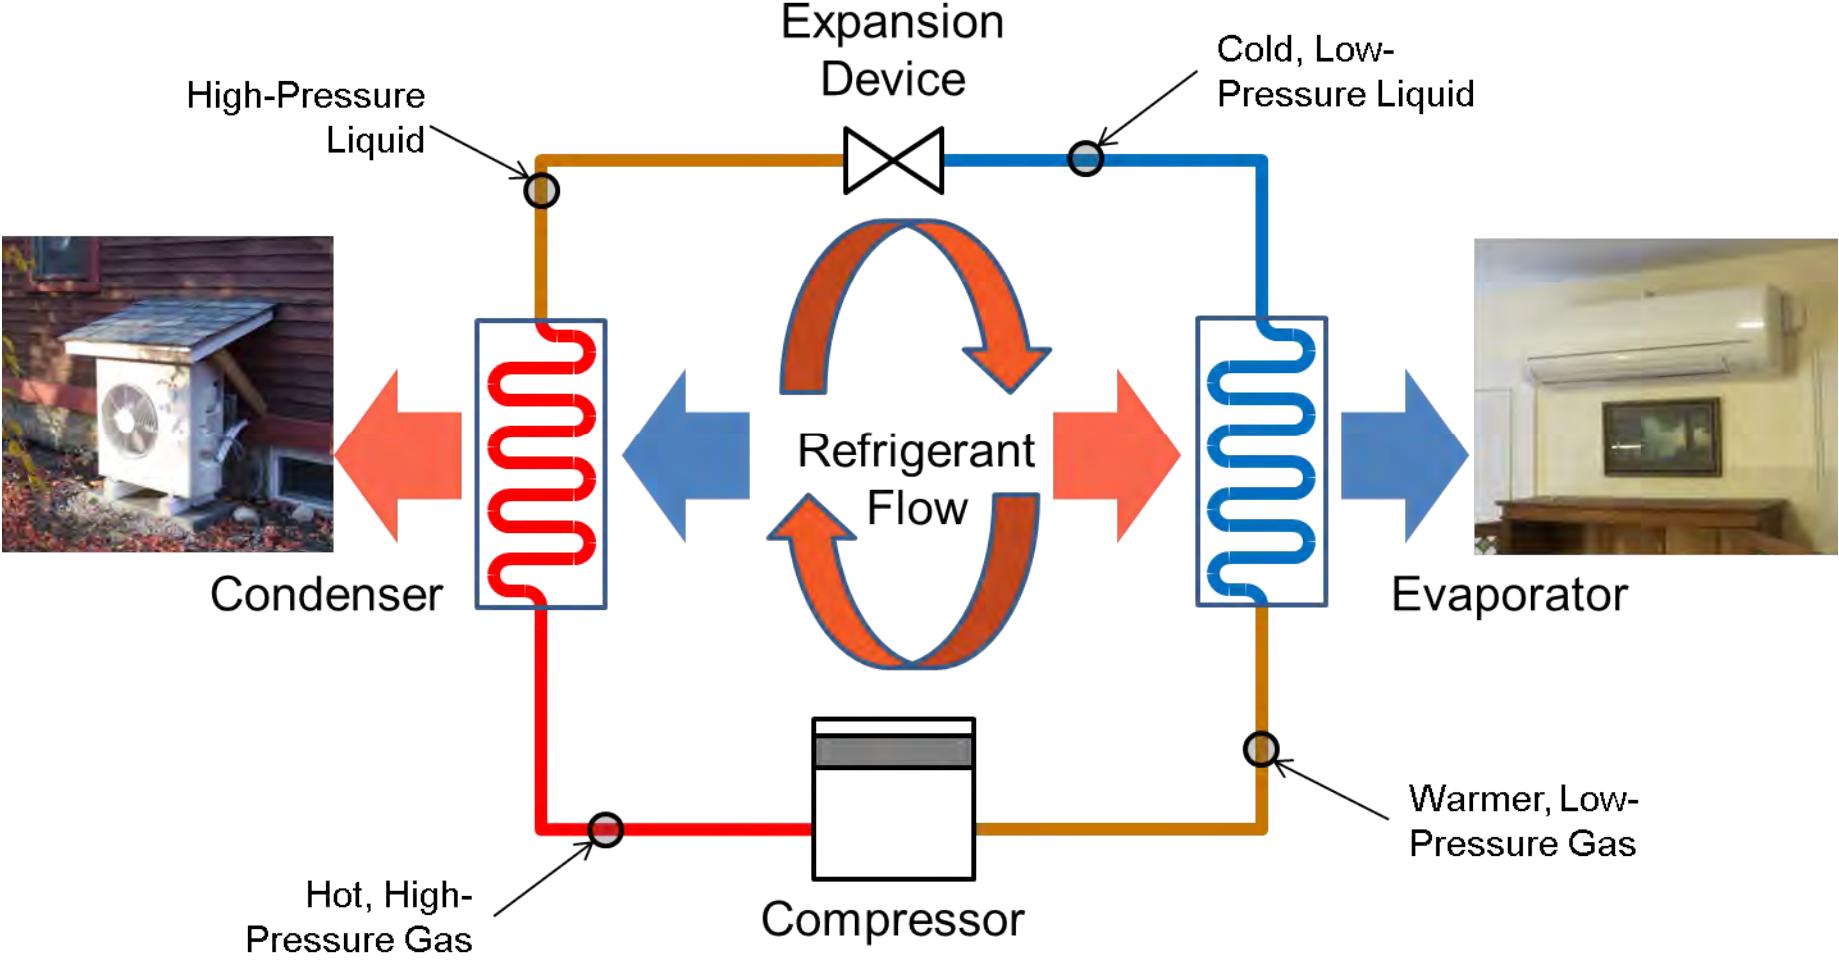 Expansion
Device
Cold, Low-
Pressure Liquid
High-Pressure
Liquid
Refrigerant
Flow
Condenser
Evaporator
Warmer, Low-
Pressure Gas
Hot, High-
Pressure Gas
Compressor